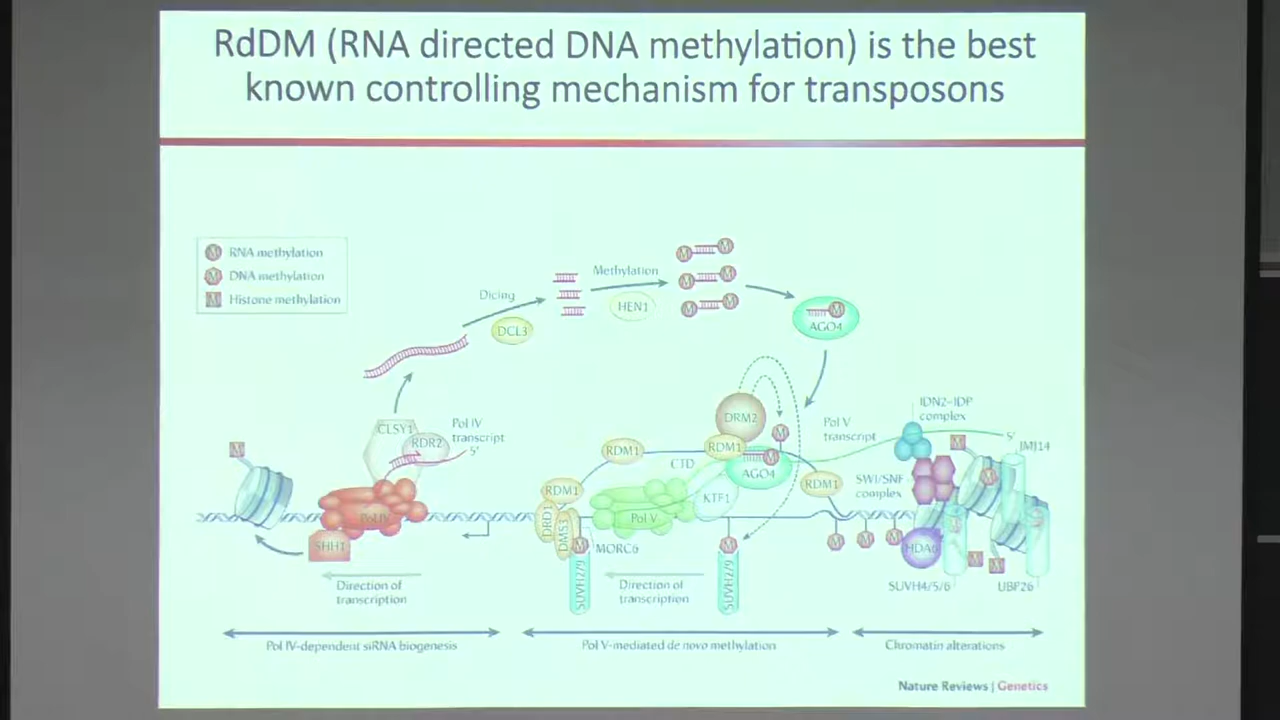 RdDM (RNA directed DNA methylation) is the best
known controlling mechanism for transposons
M RNA methylation
M DNA methylation
M Histone methylation
Dicing
DCL3
Methylation
HEN1
M M
M M
M M
M
AGO4
CLSY1
RDR2
Pol IV
transcript
5'
M
Pol IV
SHH1
Direction of
transcription
Pol IV-dependent siRNA biogenesis
RDM1
RDM1
DRD1
DMS3
M
MORC6
SUVH2/9
Pol V
CTD
KTF1
DRM2
RDM1
M
M
AGO4
RDM1
Pol V
transcript
M
SUVH2/9
Direction of
transcription
Pol V-mediated de novo methylation
IDN2-IDP
complex
5'
JMJ14
SWI/SNF
complex
M
M
M
M
M
M
M
M
HDA6
SUVH4/5/6
UBP26
Chromatin alterations
Nature Reviews | Genetics